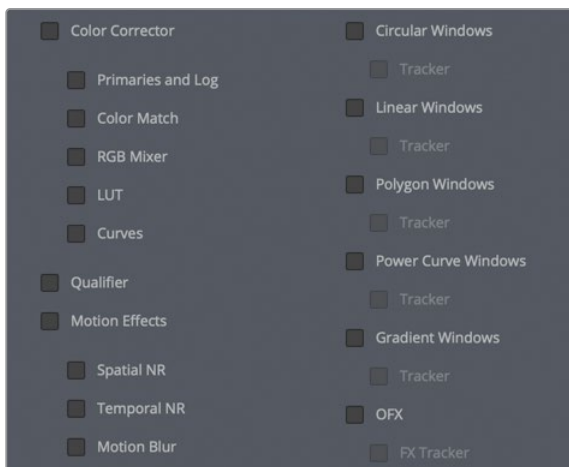 Color Corrector
Primaries and Log
Color Match
RGB Mixer
LUT
Curves
Qualifier
Motion Effects
Spatial NR
Temporal NR
Motion Blur
Circular Windows
Tracker
Linear Windows
Tracker
Polygon Windows
Tracker
Power Curve Windows
Tracker
Gradient Windows
Tracker
OFX
FX Tracker